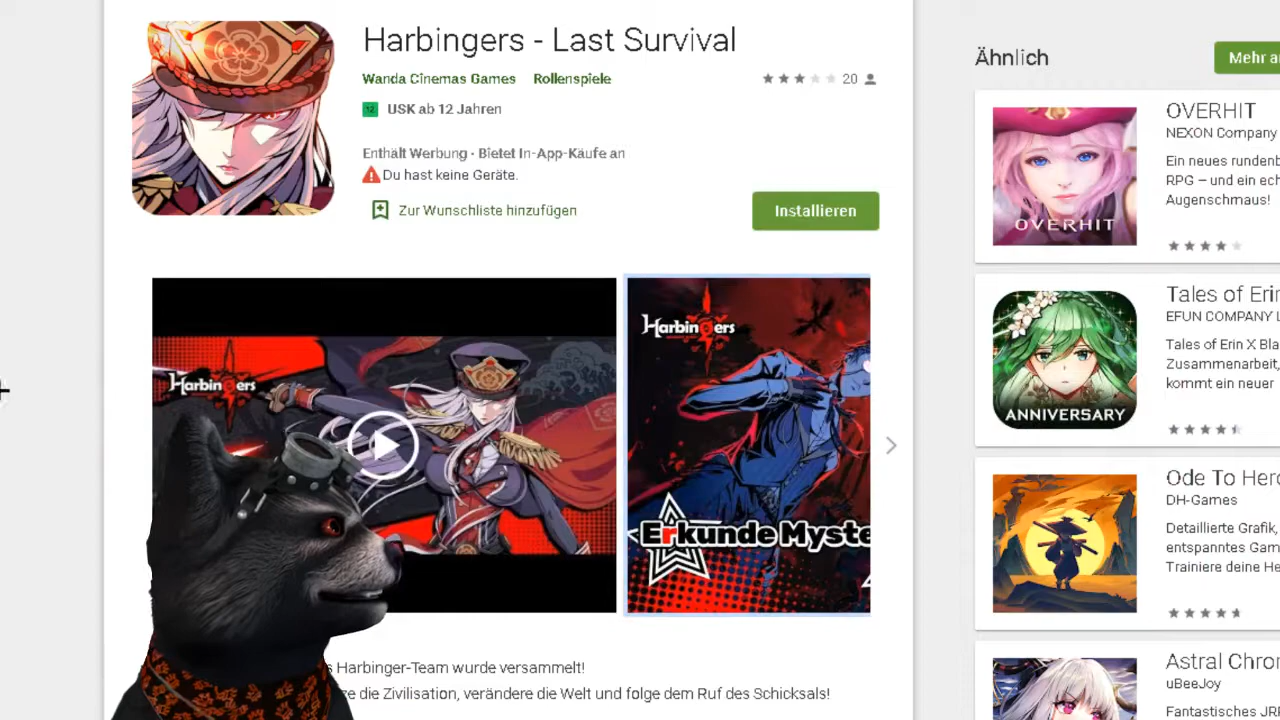 Harbingers - Last Survival
Wanda Cinemas Games Rollenspiele
20
12 USK ab 12 Jahren
Enthält Werbung · Bietet In-App-Käufe an
Du hast keine Geräte.
Zur Wunschliste hinzufügen
Installieren
Harbingers
Harbingers
Erkunde Myste
Harbinger-Team wurde versammelt!
die Zivilisation, verändere die Welt und folge dem Ruf des Schicksals!
Ähnlich
Mehr an
OVERHIT
OVERHIT
NEXON Company
Ein neues rundenb
RPG – und ein ech
Augenschmaus!
ANNIVERSARY
Tales of Erin
EFUN COMPANY L
Tales of Erin X Bla
Zusammenarbeit,
kommt ein neuer
Ode To Hero
DH-Games
Detaillierte Grafik,
entspanntes Gam
Trainiere deine He
Astral Chron
uBeeJoy
Fantastisches JRP